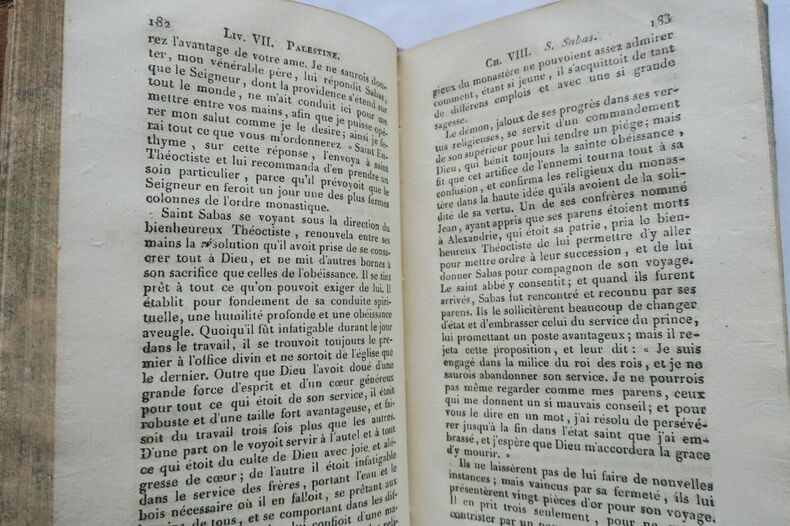 182
Liv. VII. Palestine.
rez l'avantage de votre ame. Je ne saurois dou-
ter, mon vénérable père, lui répondit Sabas,
que le Seigneur, dont la providence s'étend sur
tout le monde, ne m'ait conduit ici pour me
mettre entre vos mains, afin que je puisse opé-
rer mon salut comme je le desire; ainsi je fe-
rai tout ce que vous m'ordonnerez. » Saint Eu-
thyme, sur cette réponse, l'envoya à saint
Théoctiste et lui recommanda d'en prendre un
soin particulier, parce qu'il prévoyoit que le
Seigneur en feroit un jour une des plus fermes
colonnes de l'ordre monastique.
Saint Sabas se voyant sous la direction du
bienheureux Théoctiste, renouvela entre ses
mains la résolution qu'il avoit prise de se consa-
crer tout à Dieu, et ne mit d'autres bornes à
son sacrifice que celles de l'obéissance. Il se tint
prêt à tout ce qu'on pouvoit exiger de lui. Il
établit pour fondement de sa conduite spiri-
tuelle, une humilité profonde et une obéissance
aveugle. Quoiqu'il fût infatigable durant le jour
dans le travail, il se trouvoit toujours le pre-
mier à l'office divin et ne sortoit de l'église que
le dernier. Outre que Dieu l'avoit doué d'une
grande force d'esprit et d'un cœur généreux
pour tout ce qui étoit de son service, il étoit
robuste et d'une taille fort avantageuse, et fai-
soit du travail trois fois plus que les autres.
D'une part on le voyoit servir à l'autel et à tout
ce qui étoit du culte de Dieu avec joie et alé-
gresse de cœur; de l'autre il étoit infatigable
dans le service des frères, portant l'eau et le
bois nécessaire où il en falloit, se prêtant aux
de tous, et se comportant dans les dif-
lui confioit d'une ma-
Ch. VIII. S. Sabas.
183
gieux du monastère ne pouvoient assez admirer
comment, étant si jeune, il s'acquittoit de tant
de différens emplois et avec une si grande
sagesse.
Le démon, jaloux de ses progrès dans ses ver-
tus religieuses, se servit d'un commandement
de son supérieur pour lui tendre un piége; mais
Dieu, qui bénit toujours la sainte obéissance,
fit que cet artifice de l'ennemi tourna tout à sa
confusion, et confirma les religieux du monas-
tère dans la haute idée qu'ils avoient de la soli-
dité de sa vertu. Un de ses confrères nommé
Jean, ayant appris que ses parens étoient morts
à Alexandrie, qui étoit sa patrie, pria le bien-
heureux Théoctiste de lui permettre d'y aller
pour mettre ordre à leur succession, et de lui
donner Sabas pour compagnon de son voyage.
Le saint abbé y consentit; et quand ils furent
arrivés, Sabas fut rencontré et reconnu par ses
parens. Ils le sollicitèrent beaucoup de changer
d'état et d'embrasser celui du service du prince,
lui promettant un poste avantageux; mais il re-
jeta cette proposition, et leur dit : « Je suis
engagé dans la milice du roi des rois, et je ne
saurois abandonner son service. Je ne pourrois
pas même regarder comme mes parens, ceux
qui me donnent un si mauvais conseil; et pour
vous le dire en un mot, j'ai résolu de persévé-
rer jusqu'à la fin dans l'état saint que j'ai em-
brassé, et j'espère que Dieu m'accordera la grace
d'y mourir. »
Ils ne laissèrent pas de lui faire de nouvelles
instances; mais vaincus par sa fermeté, ils lui
présentèrent vingt pièces d'or pour son voyage.
Il en prit trois seulement, pour ne pas
contrister par un